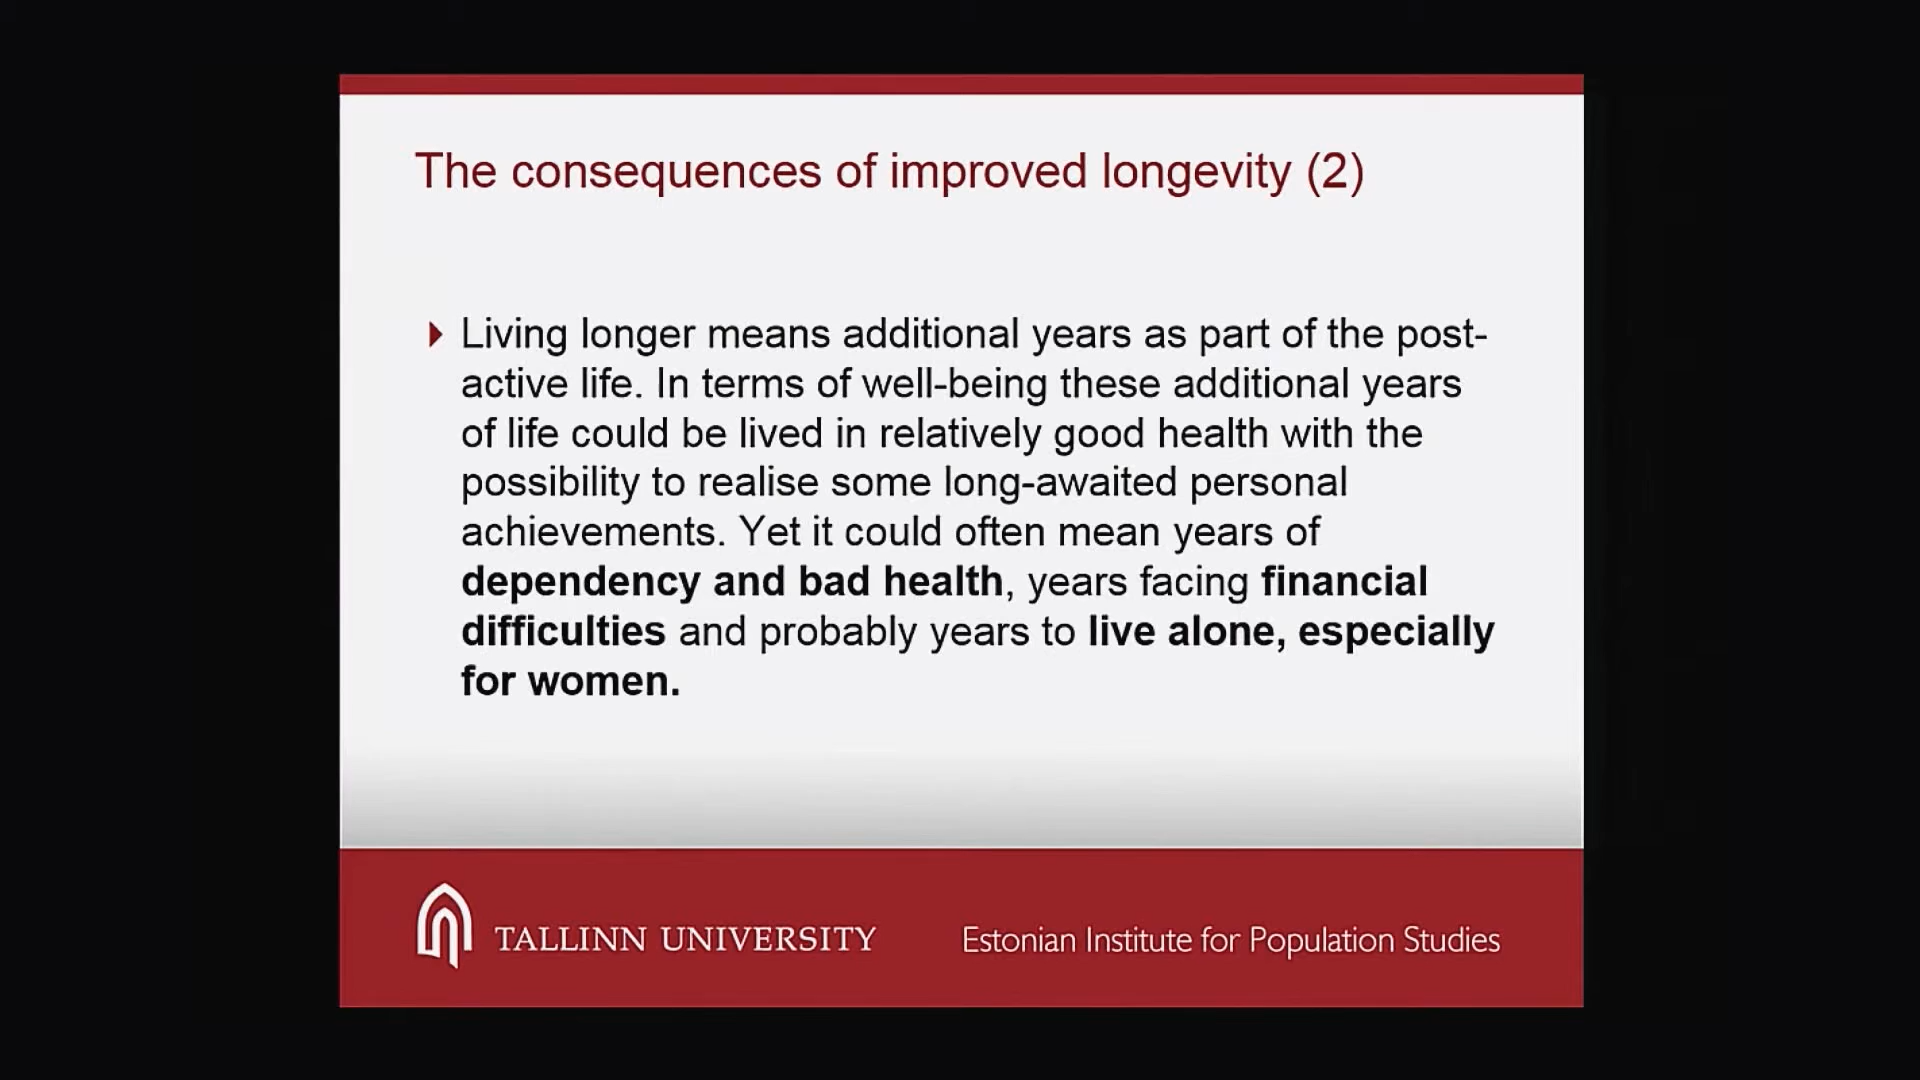 The consequences of improved longevity (2)
Living longer means additional years as part of the post-
active life. In terms of well-being these additional years
of life could be lived in relatively good health with the
possibility to realise some long-awaited personal
achievements. Yet it could often mean years of
dependency and bad health, years facing financial
difficulties and probably years to live alone, especially
for women.
TALLINN UNIVERSITY
Estonian Institute for Population Studies